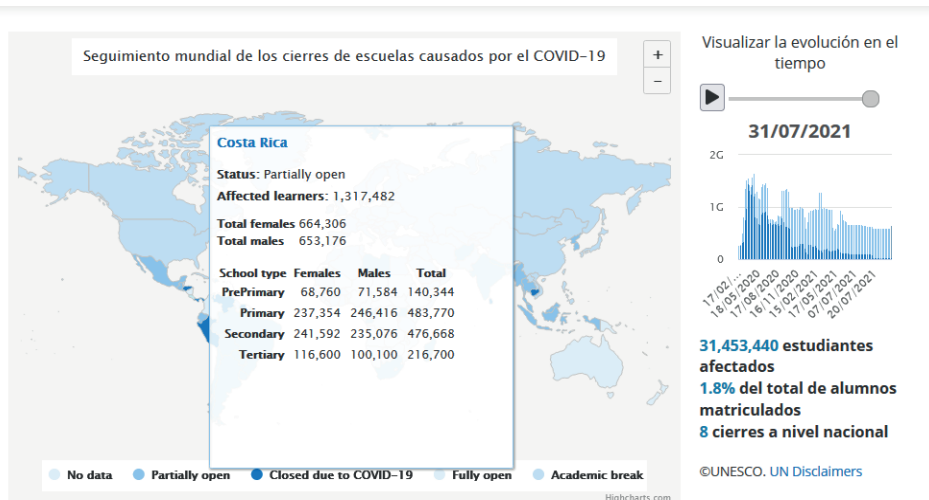 Seguimiento mundial de los cierres de escuelas causados por el COVID-19
+
−
Costa Rica
Status: Partially open
Affected learners: 1,317,482
Total females 664,306
Total males 653,176
School type Females Males Total
PrePrimary 68,760 71,584 140,344
Primary 237,354 246,416 483,770
Secondary 241,592 235,076 476,668
Tertiary 116,600 100,100 216,700
No data Partially open Closed due to COVID-19 Fully open Academic break
Highcharts.com
Visualizar la evolución en el
tiempo
31/07/2021
2G
1G
0
17/02/...
18/05/2020
17/08/2020
16/11/2020
15/02/2021
17/05/2021
07/07/2021
20/07/2021
31,453,440 estudiantes
afectados
1.8% del total de alumnos
matriculados
8 cierres a nivel nacional
©UNESCO. UN Disclaimers